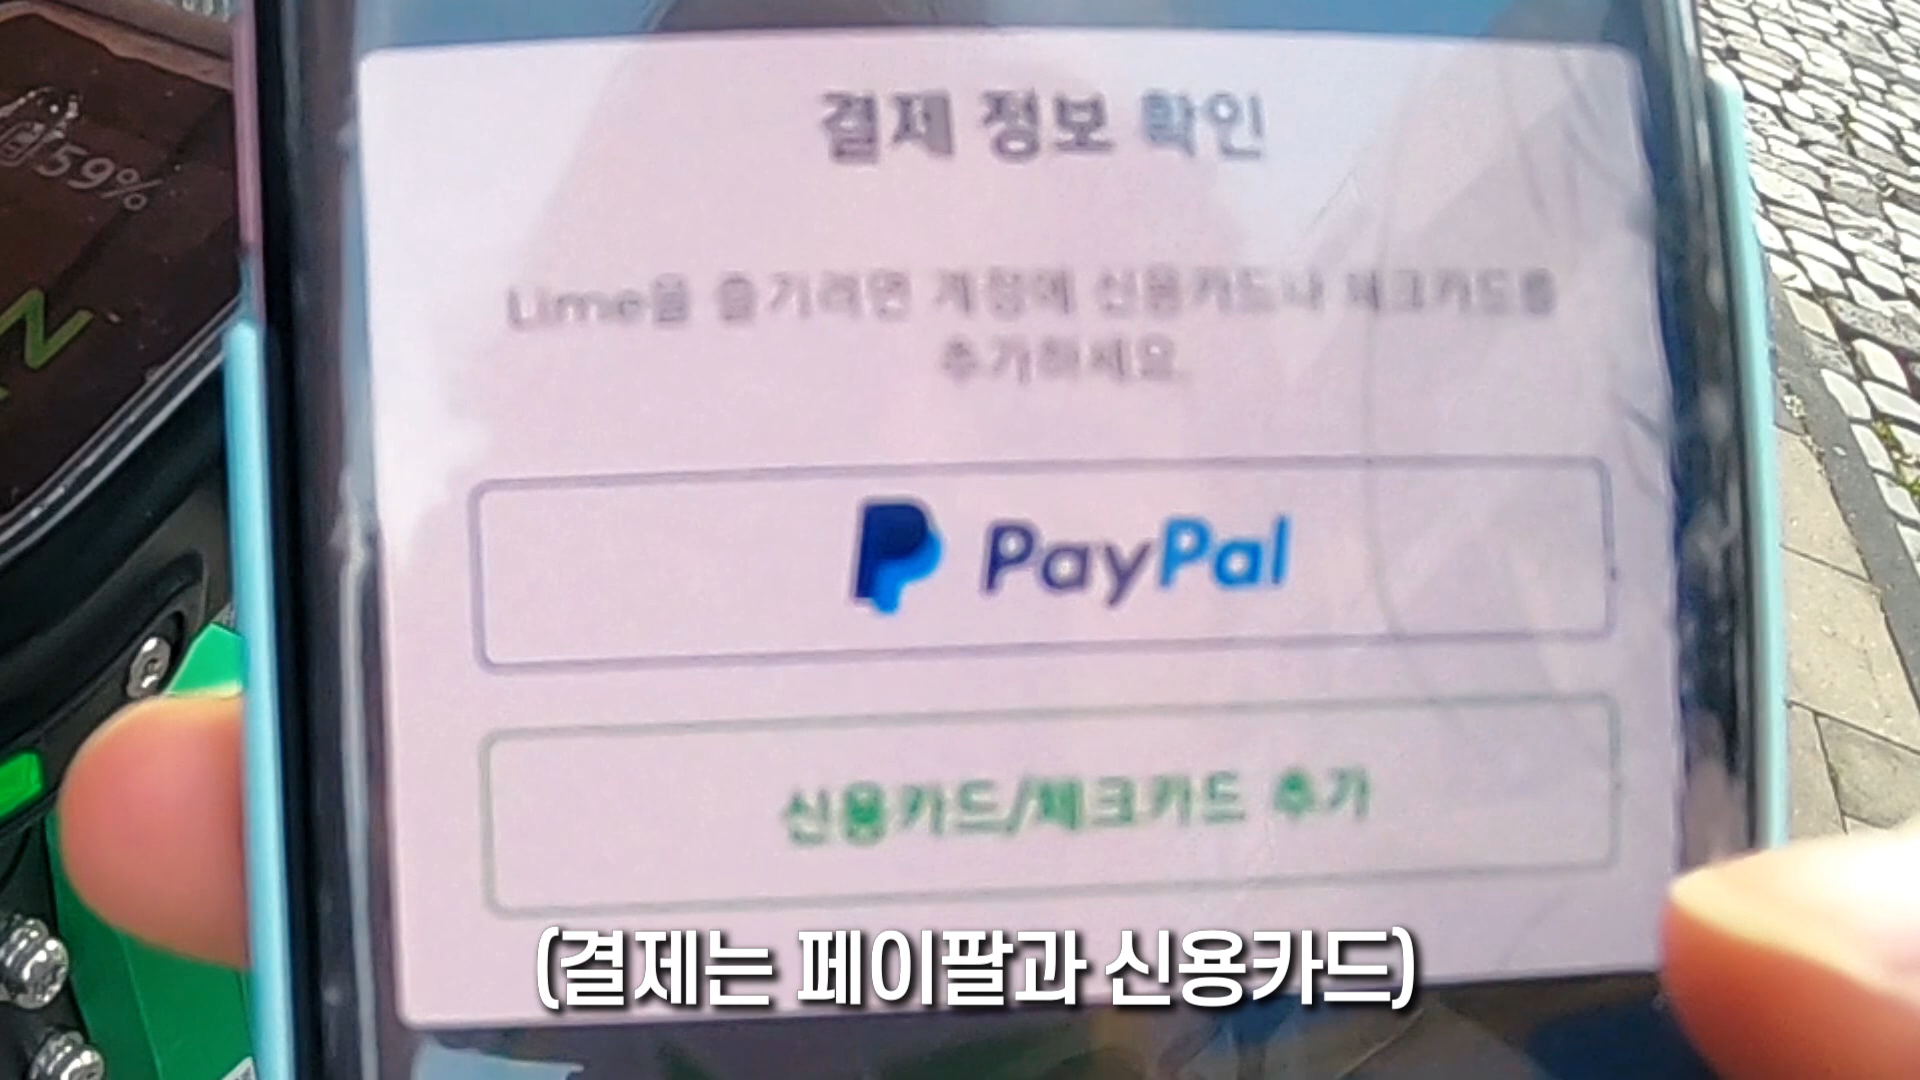 59%
결제 정보 확인
Lime을 즐기려면 계정에 신용카드나 체크카드를
추가하세요.
PayPal
신용카드/체크카드 추가
(결제는 페이팔과 신용카드)